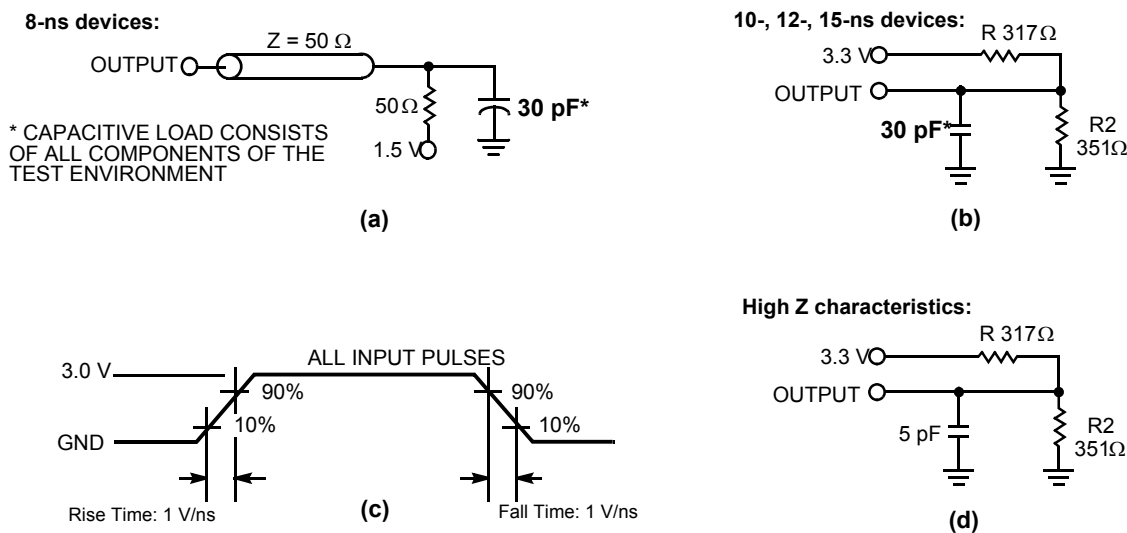 8-ns devices:
Z = 50 Ω
OUTPUT
50Ω
30 pF*
1.5 V
* CAPACITIVE LOAD CONSISTS
OF ALL COMPONENTS OF THE
TEST ENVIRONMENT
(a)
10-, 12-, 15-ns devices:
R 317Ω
3.3 V
OUTPUT
30 pF*
R2
351Ω
(b)
3.0 V
ALL INPUT PULSES
90%
90%
10%
10%
GND
Rise Time: 1 V/ns
(c)
Fall Time: 1 V/ns
High Z characteristics:
R 317Ω
3.3 V
OUTPUT
5 pF
R2
351Ω
(d)